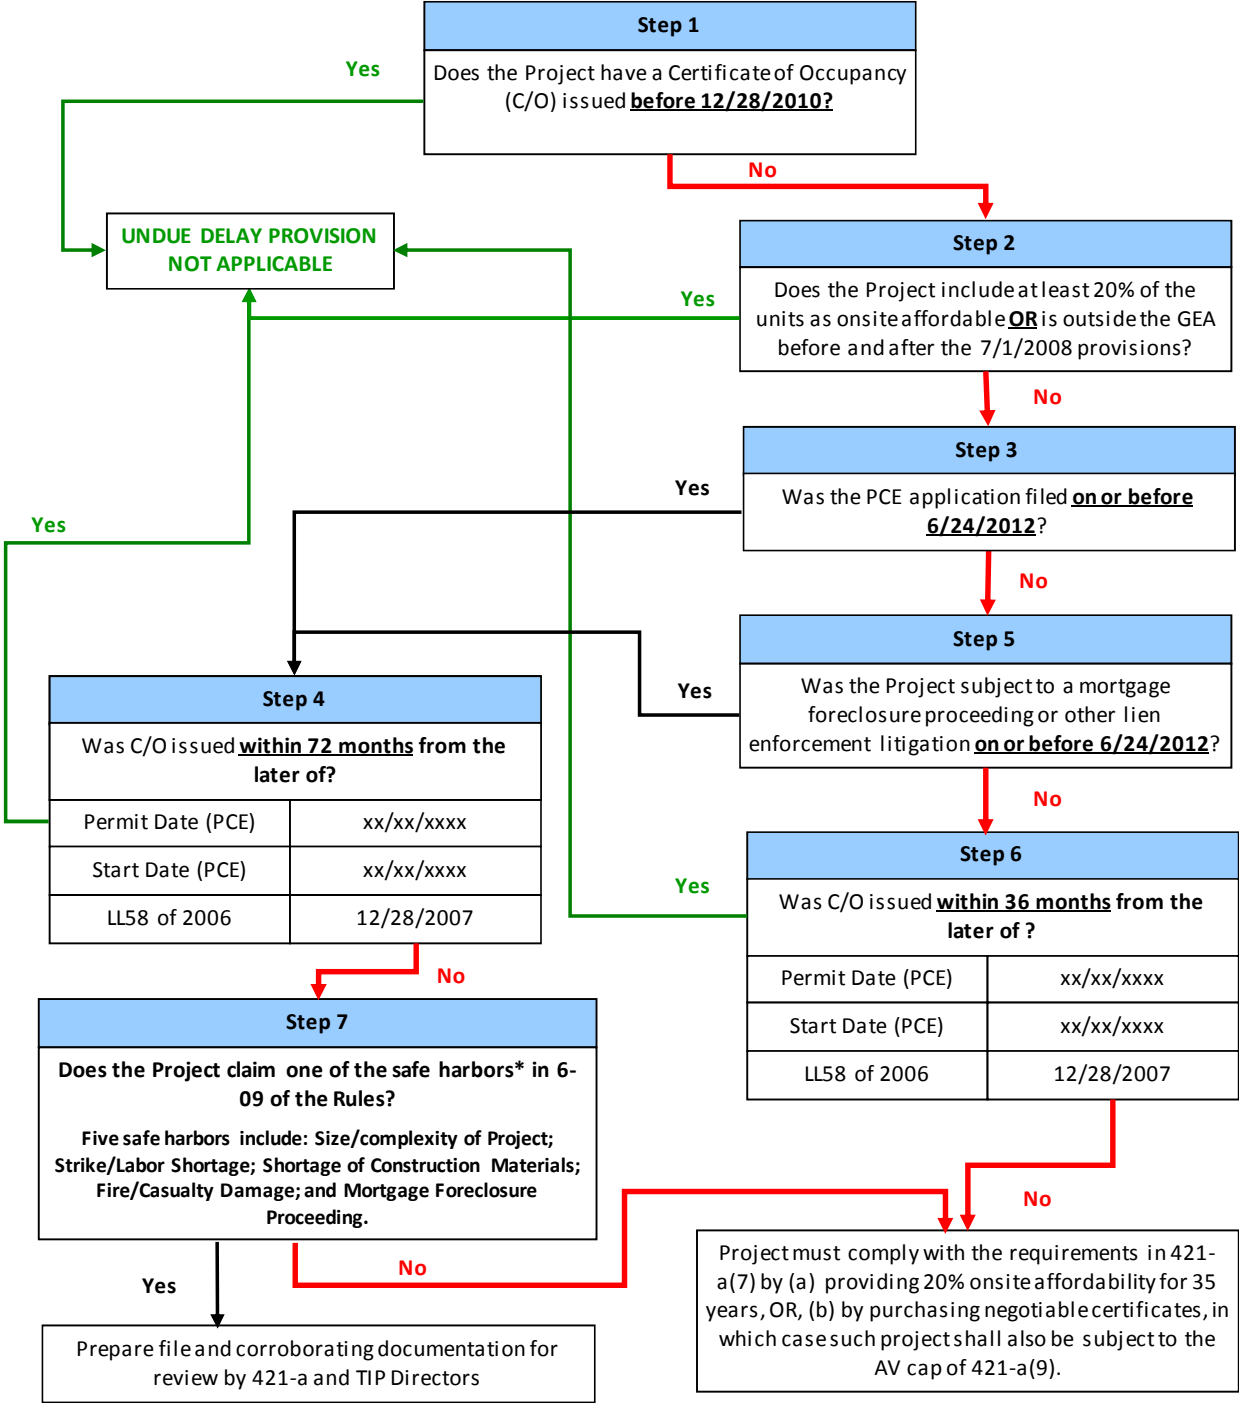 Step 1
Yes
Does the Project have a Certificate of Occupancy
(C/O) issued before 12/28/2010?
No
UNDUE DELAY PROVISION
NOT APPLICABLE
Step 2
Yes
Does the Project include at least 20% of the
units as onsite affordable OR is outside the GEA
before and after the 7/1/2008 provisions?
No
Step 3
Yes
Was the PCE application filed on or before
6/24/2012?
Yes
No
Step 5
Yes
Was the Project subject to a mortgage
foreclosure proceeding or other lien
enforcement litigation on or before 6/24/2012?
No
Step 4
Was C/O issued within 72 months from the
later of?
Permit Date (PCE) xx/xx/xxxx
Start Date (PCE) xx/xx/xxxx
LL58 of 2006 12/28/2007
No
Step 6
Yes
Was C/O issued within 36 months from the
later of ?
Permit Date (PCE) xx/xx/xxxx
Start Date (PCE) xx/xx/xxxx
LL58 of 2006 12/28/2007
No
Step 7
Does the Project claim one of the safe harbors* in 6-
09 of the Rules?
Five safe harbors include: Size/complexity of Project;
Strike/Labor Shortage; Shortage of Construction Materials;
Fire/Casualty Damage; and Mortgage Foreclosure
Proceeding.
No
Yes
Prepare file and corroborating documentation for
review by 421-a and TIP Directors
Project must comply with the requirements in 421-
a(7) by (a) providing 20% onsite affordability for 35
years, OR, (b) by purchasing negotiable certificates, in
which case such project shall also be subject to the
AV cap of 421-a(9).